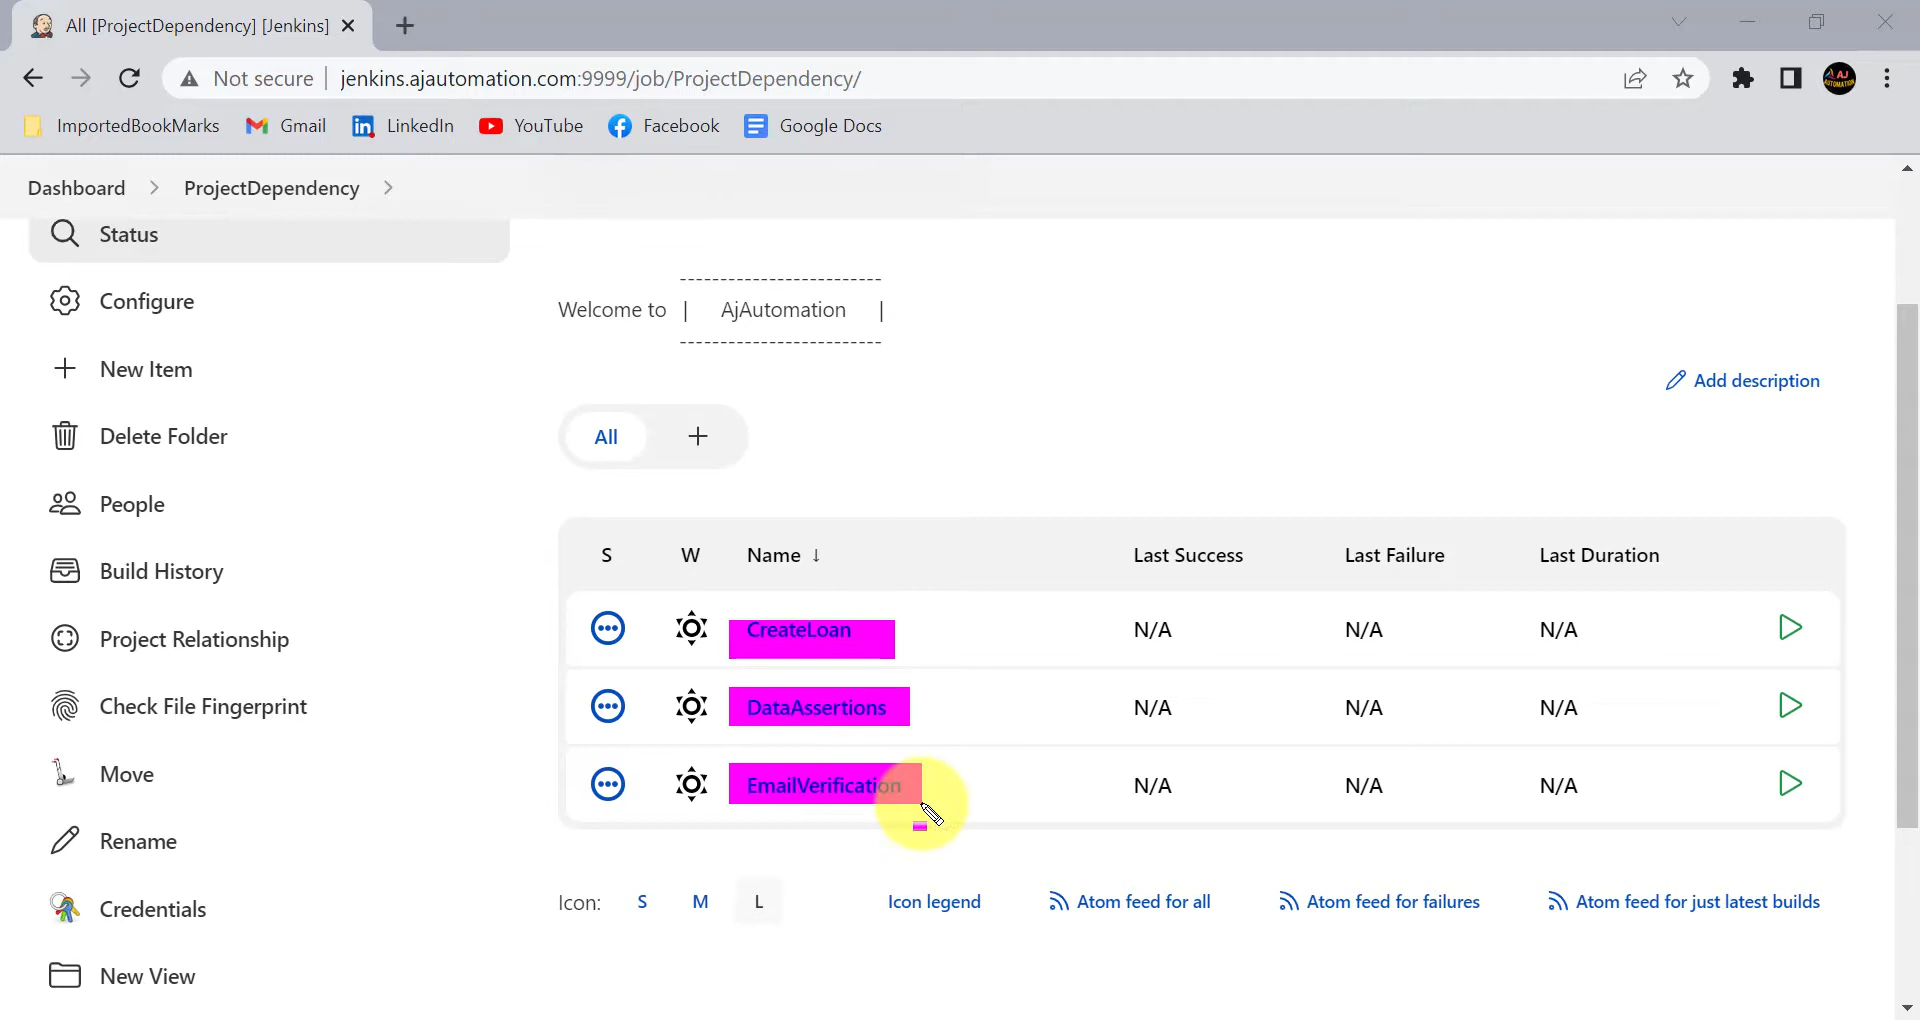 All [ProjectDependency] [Jenkins]
Not secure jenkins.ajautomation.com:9999/job/ProjectDependency/
AJ AUTOMATION
ImportedBookMarks Gmail LinkedIn YouTube Facebook Google Docs
Dashboard ProjectDependency
Status
Configure
New Item
Delete Folder
People
Build History
Project Relationship
Check File Fingerprint
Move
Rename
Credentials
New View
------------------------
Welcome to | AjAutomation |
------------------------
Add description
All +
S W Name ↓ Last Success Last Failure Last Duration
CreateLoan N/A N/A N/A
DataAssertions N/A N/A N/A
EmailVerification N/A N/A N/A
Icon: S M L Icon legend Atom feed for all Atom feed for failures Atom feed for just latest builds